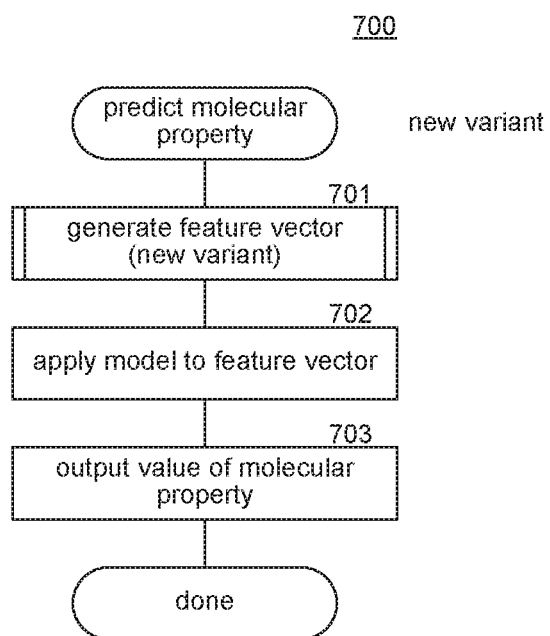 700
predict molecular
property
new variant
701
generate feature vector
(new variant)
702
apply model to feature vector
703
output value of molecular
property
done